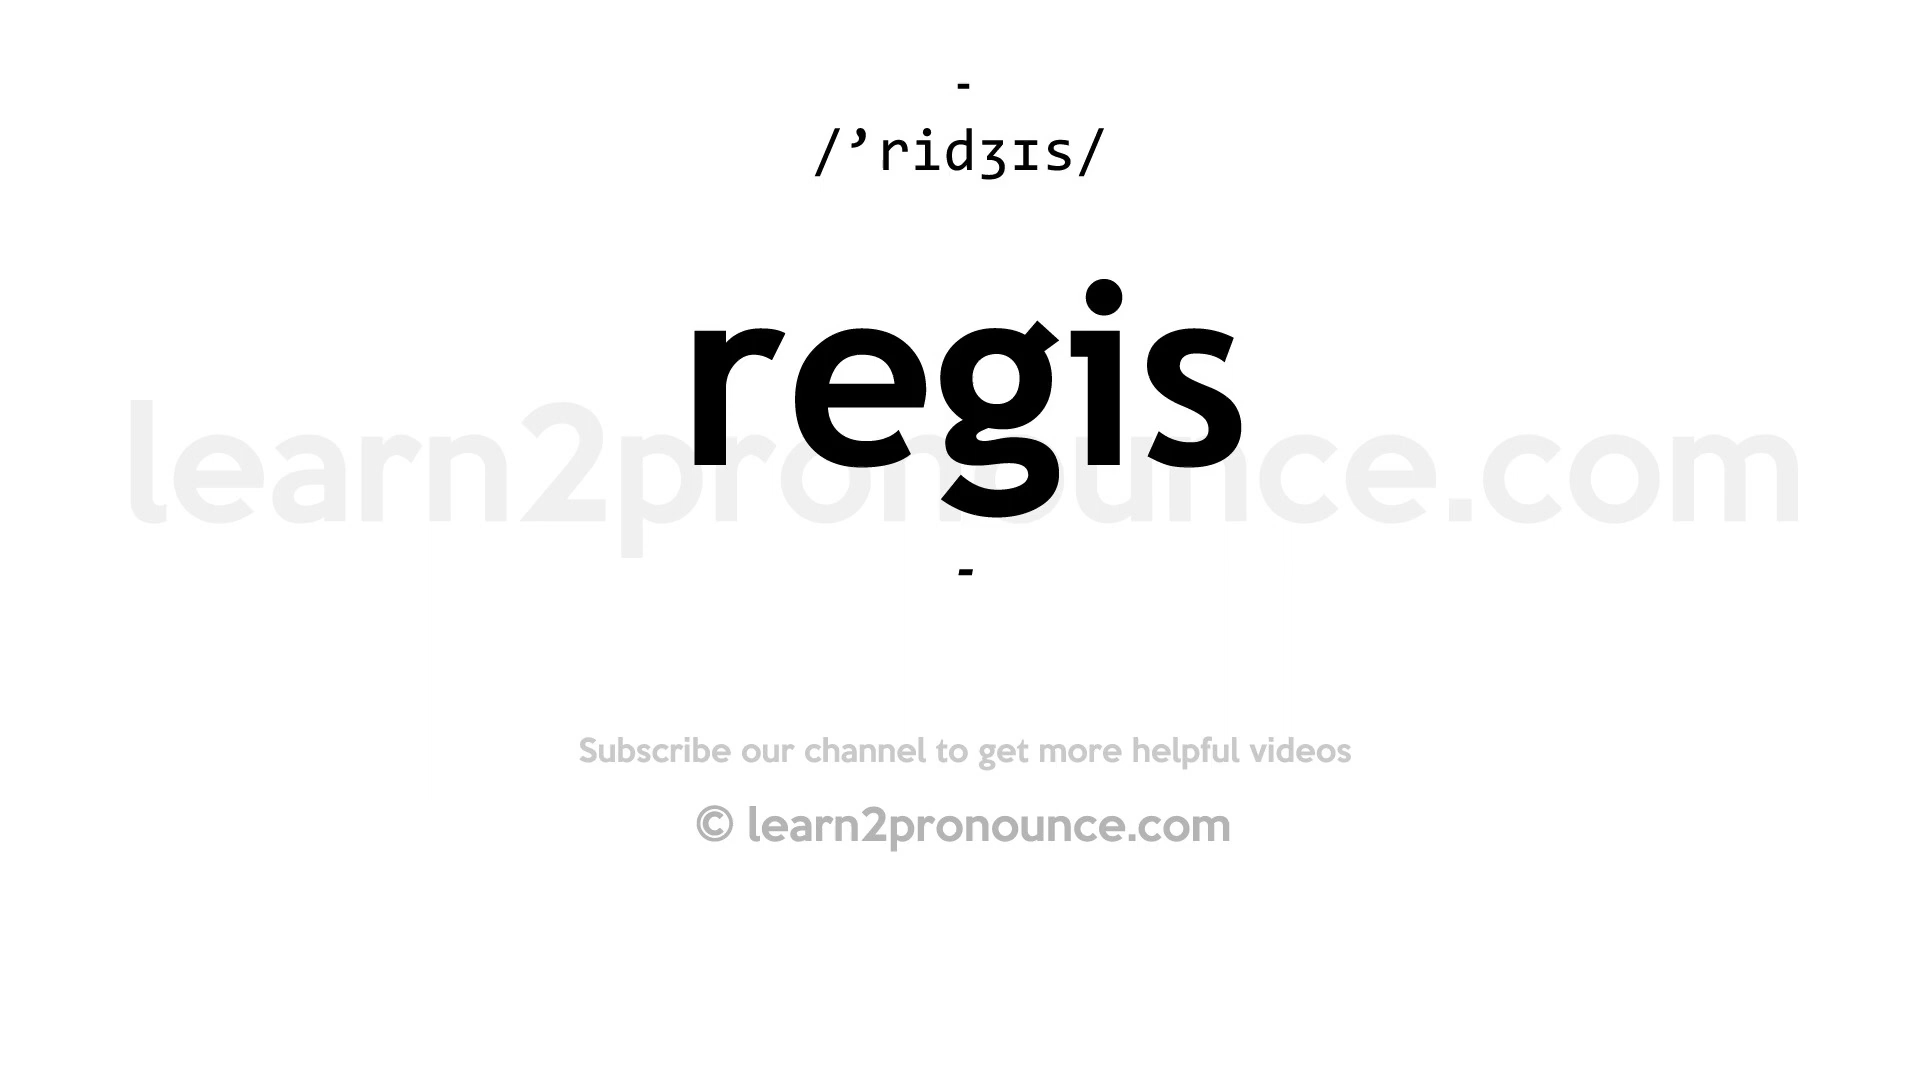 -
/’ridʒɪs/
regis
learn2pronounce.com
-
Subscribe our channel to get more helpful videos
© learn2pronounce.com